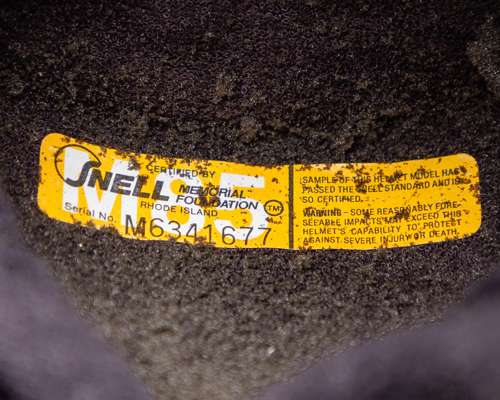 CERTIFIED BY
SNELL MEMORIAL
FOUNDATION TM
RHODE ISLAND
Serial No. M6341677
SAMPLE OF THIS HELMET MODEL HAS
PASSED THE SNELL STANDARD AND IS
SO CERTIFIED.
WARNING - SOME REASONABLY FORE-
SEEABLE IMPACTS MAY EXCEED THIS
HELMET'S CAPABILITY TO PROTECT
AGAINST SEVERE INJURY OR DEATH.